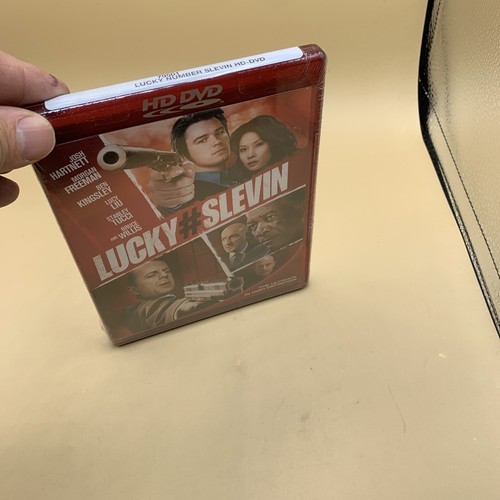 LUCKY NUMBER SLEVIN HD-DVD
HD DVD
JOSH
HARTNETT
MORGAN
FREEMAN
BEN
KINGSLEY
LUCY
LIU
STANLEY
TUCCI
AND BRUCE
WILLIS
LUCKY#SLEVIN